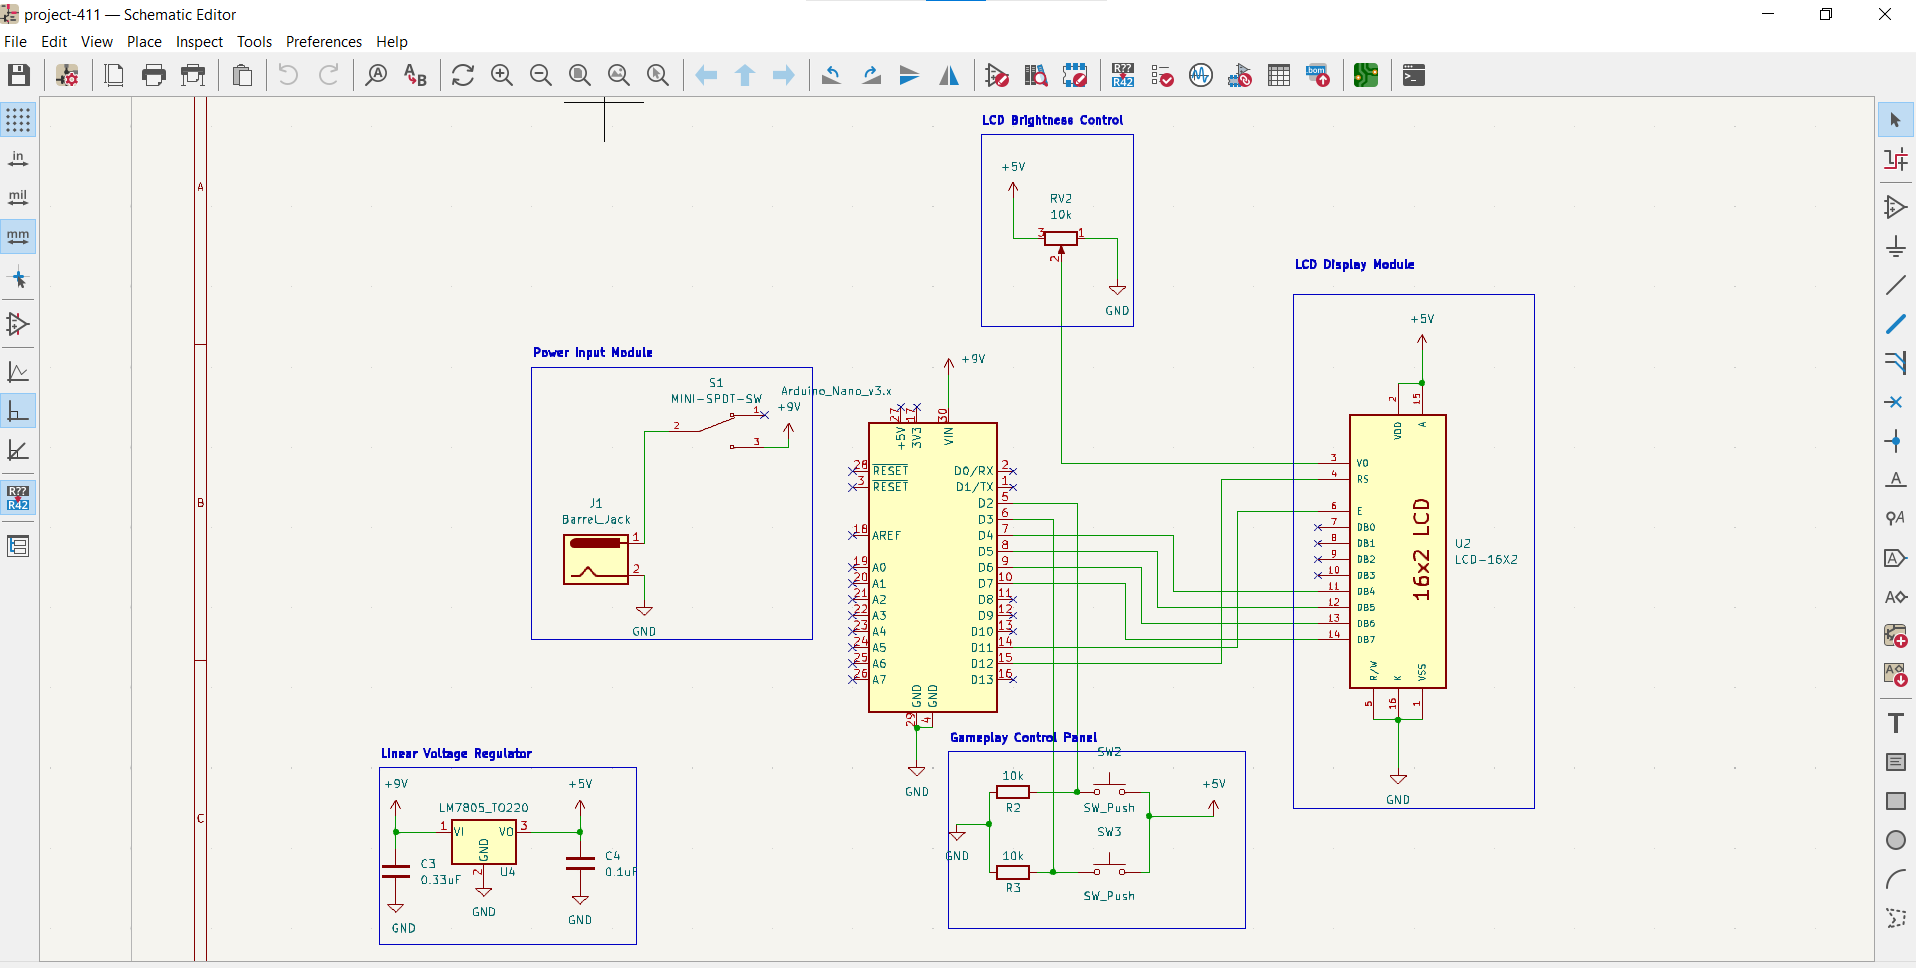 project-411 — Schematic Editor
File Edit View Place Inspect Tools Preferences Help
in
mil
mm
R??
R42
A
B
C
LCD Brightness Control
+5V
RV2
10k
3 1
2
GND
LCD Display Module
+5V
2 15
VDD A
3 VO
4 RS
6 E
7 DB0
8 DB1
9 DB2
10 DB3
11 DB4
12 DB5
13 DB6
14 DB7
16x2 LCD
U2
LCD-16X2
R/W K VSS
5 16 1
GND
Power Input Module
S1
MINI-SPDT-SW
1
2
3
+9V
J1
Barrel_Jack
1
2
GND
Arduino_Nano_v3.x
+9V
27 17 30
+5V 3V3 VIN
28 RESET
3 RESET
18 AREF
19 A0
20 A1
21 A2
22 A3
23 A4
24 A5
25 A6
26 A7
D0/RX 2
D1/TX 1
D2 5
D3 6
D4 7
D5 8
D6 9
D7 10
D8 11
D9 12
D10 13
D11 14
D12 15
D13 16
GND GND
29 4
GND
Linear Voltage Regulator
+9V
+5V
LM7805_TO220
1 VI VO 3
GND
2
U4
C3
0.33uF
C4
0.1uF
GND
GND
GND
Gameplay Control Panel
SW2
10k
R2
SW_Push
+5V
SW3
GND
10k
R3
SW_Push